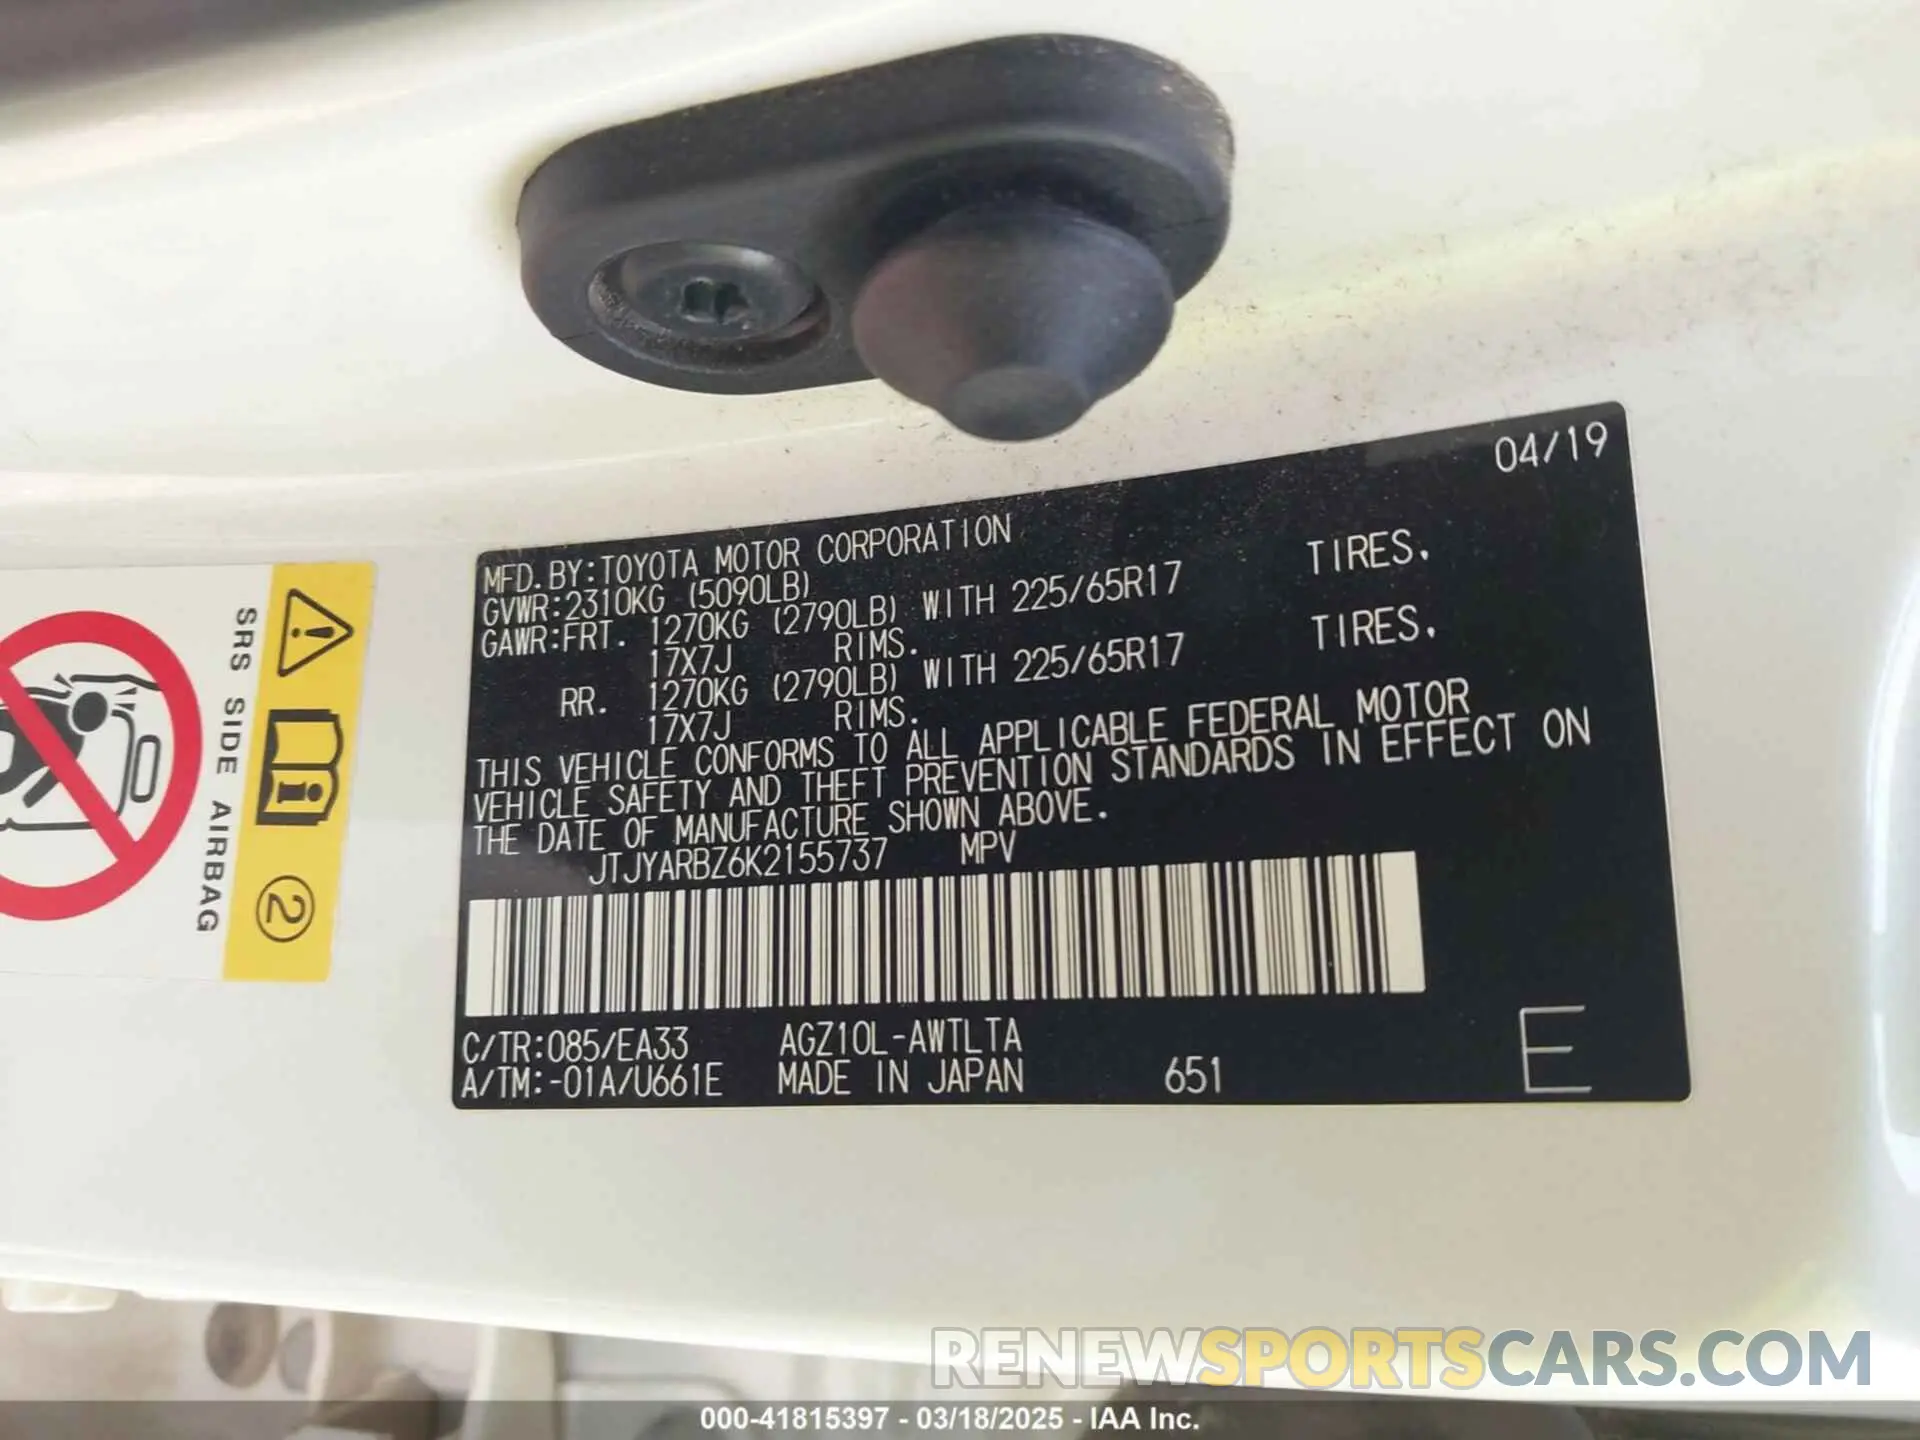 04/19
MFD.BY:TOYOTA MOTOR CORPORATION
GVWR:2310KG (5090LB)
GAWR:FRT. 1270KG (2790LB) WITH 225/65R17 TIRES.
17X7J RIMS.
RR. 1270KG (2790LB) WITH 225/65R17 TIRES.
17X7J RIMS.
THIS VEHICLE CONFORMS TO ALL APPLICABLE FEDERAL MOTOR
VEHICLE SAFETY AND THEFT PREVENTION STANDARDS IN EFFECT ON
THE DATE OF MANUFACTURE SHOWN ABOVE.
JTJYARBZ6K2155737 MPV
C/TR:085/EA33 AGZ10L-AWTLTA
A/TM:-01A/U661E MADE IN JAPAN 651 E
SRS SIDE AIRBAG
2
RENEWSPORTSCARS.COM
000-41815397 - 03/18/2025 - IAA Inc.